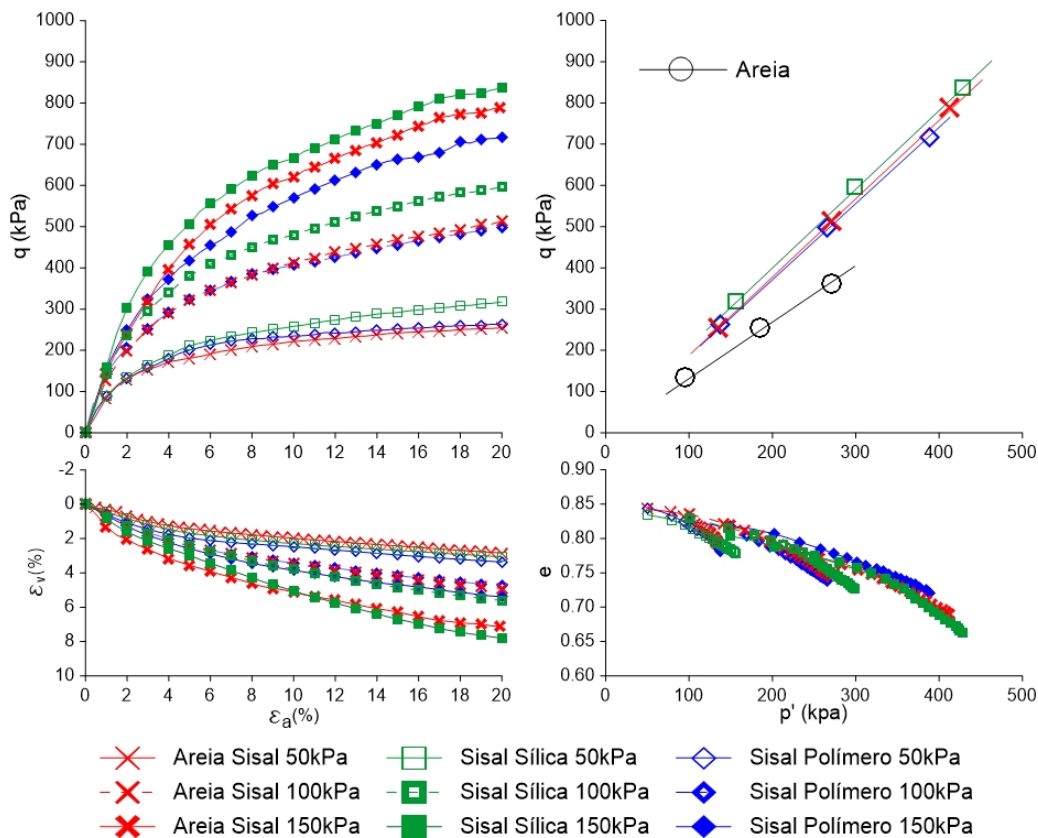 1000
900
800
700
600
500
400
300
200
100
0
q (kPa)
0 2 4 6 8 10 12 14 16 18 20
1000
900
800
700
600
500
400
300
200
100
0
q (kPa)
Areia
0 100 200 300 400 500
-2
0
2
4
6
8
10
εv(%)
0 2 4 6 8 10 12 14 16 18 20
εa(%)
0.90
0.85
0.80
0.75
0.70
0.65
0.60
e
0 100 200 300 400 500
p' (kpa)
Areia Sisal 50kPa Sisal Sílica 50kPa Sisal Polímero 50kPa
Areia Sisal 100kPa Sisal Sílica 100kPa Sisal Polímero 100kPa
Areia Sisal 150kPa Sisal Sílica 150kPa Sisal Polímero 150kPa